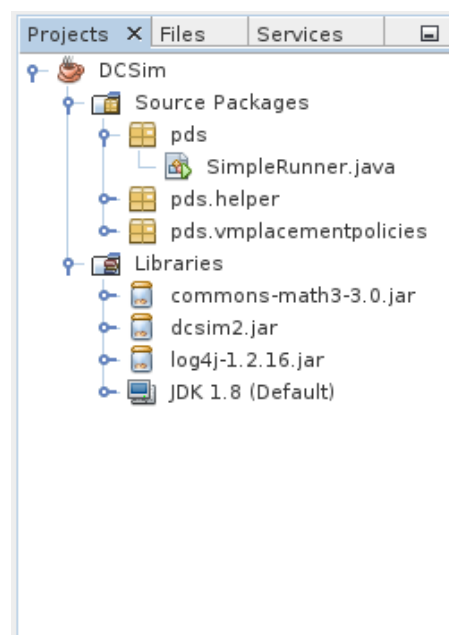 Projects Files Services
DCSim
Source Packages
pds
SimpleRunner.java
pds.helper
pds.vmplacementpolicies
Libraries
commons-math3-3.0.jar
dcsim2.jar
log4j-1.2.16.jar
JDK 1.8 (Default)